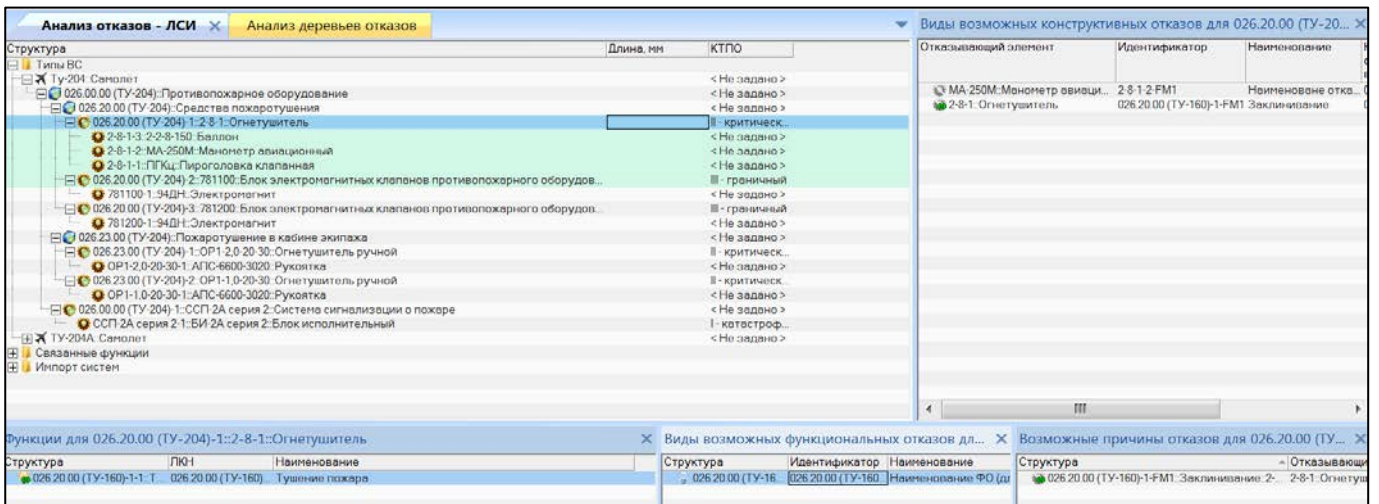 Анализ отказов - ЛСИ
Анализ деревьев отказов
Структура Длина, мм КТПО
Типы ВС
Ту-204::Самолет <Не задано>
026.00.00 (ТУ-204)::Противопожарное оборудование <Не задано>
026.20.00 (ТУ-204)::Средства пожаротушения <Не задано>
026.20.00 (ТУ-204)-1::2-8-1::Огнетушитель II - критическ...
2-8-1-3::2-2-8-150::Баллон <Не задано>
2-8-1-2::МА-250М::Манометр авиационный <Не задано>
2-8-1-1::ПГКц::Пироголовка клапанная <Не задано>
026.20.00 (ТУ-204)-2::781100::Блок электромагнитных клапанов противопожарного оборудов... III - граничный
781100-1::94ДН::Электромагнит <Не задано>
026.20.00 (ТУ-204)-3::781200::Блок электромагнитных клапанов противопожарного оборудов... III - граничный
781200-1::94ДН::Электромагнит <Не задано>
026.23.00 (ТУ-204)::Пожаротушение в кабине экипажа <Не задано>
026.23.00 (ТУ-204)-1::ОР1-2,0-20-30::Огнетушитель ручной II - критическ...
ОР1-2,0-20-30-1::АПС-6600-3020::Рукоятка <Не задано>
026.23.00 (ТУ-204)-2::ОР1-1,0-20-30::Огнетушитель ручной II - критическ...
ОР1-1,0-20-30-1::АПС-6600-3020::Рукоятка <Не задано>
026.00.00 (ТУ-204)-1::ССП-2А серия 2::Система сигнализации о пожаре <Не задано>
ССП-2А серия 2-1::БИ-2А серия 2::Блок исполнительный I - катастроф...
ТУ-204А::Самолет <Не задано>
Связанные функции
Импорт систем
Виды возможных конструктивных отказов для 026.20.00 (ТУ-20...
Отказывающий элемент Идентификатор Наименование
МА-250М::Манометр авиаци... 2-8-1-2-FM1 Наименоване отка...
2-8-1::Огнетушитель 026.20.00 (ТУ-160)-1-FM1 Заклинивание
Функции для 026.20.00 (ТУ-204)-1::2-8-1::Огнетушитель
Структура ЛКН Наименование
026.20.00 (ТУ-160)-1-1::Т... 026.20.00 (ТУ-160)... Тушение пожара
Виды возможных функциональных отказов дл...
Структура Идентификатор Наименование
026.20.00 (ТУ-16... 026.20.00 (ТУ-160... Наименование ФО (дл
Возможные причины отказов для 026.20.00 (ТУ...
Структура Отказывающи
026.20.00 (ТУ-160)-1-FM1::Заклинивание::2-... 2-8-1::Огнетуш